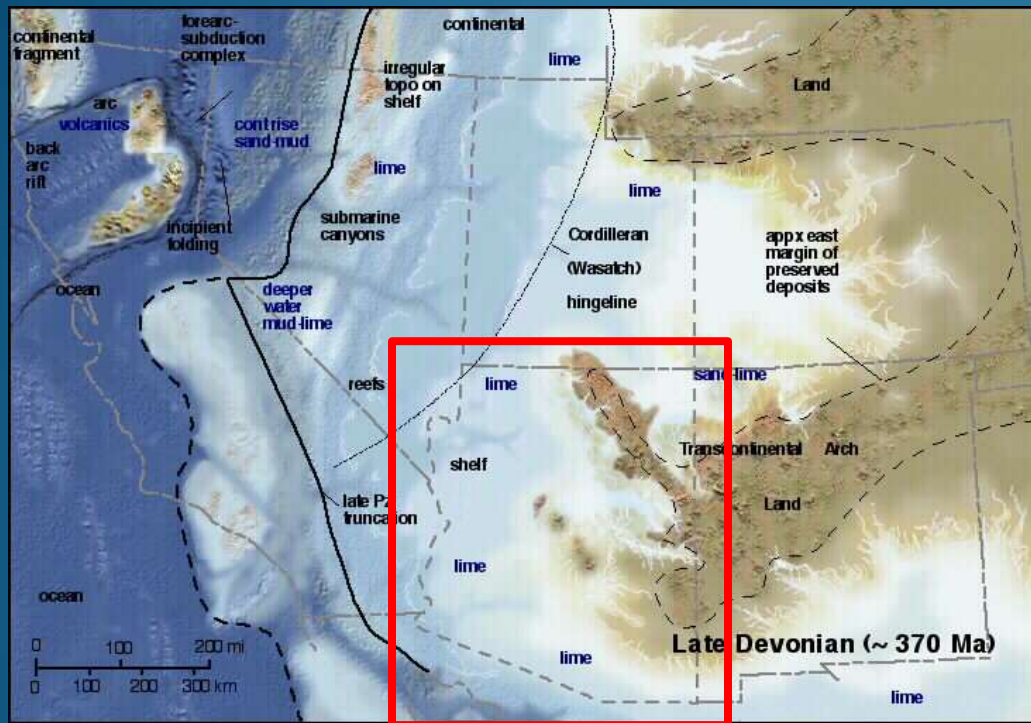 continental
fragment
forearc-
subduction
complex
continental
arc
volcanics
back
arc
rift
cont rise
sand-mud
irregular
topo on
shelf
lime
Land
lime
lime
incipient
folding
submarine
canyons
Cordilleran
(Wasatch)
hingeline
appx east
margin of
preserved
deposits
ocean
deeper
water
mud-lime
reefs
lime
sand-lime
shelf
Transcontinental Arch
Land
late Pz
truncation
lime
ocean
Late Devonian (~ 370 Ma)
lime
lime
0 100 200 mi
0 100 200 300 km